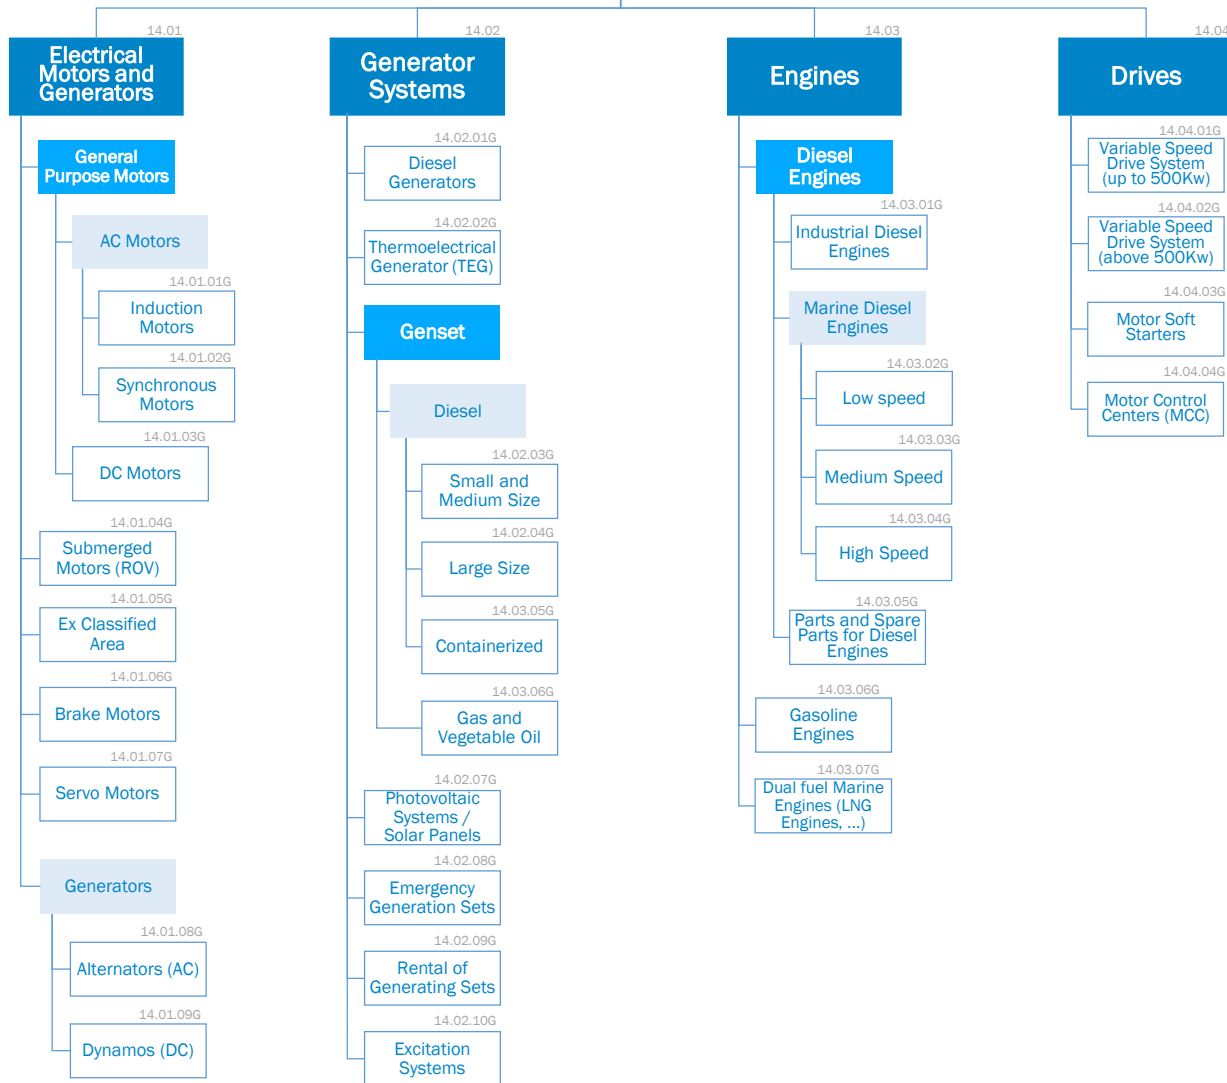 14.01
Electrical
Motors and
Generators
General
Purpose Motors
AC Motors
14.01.01G
Induction
Motors
14.01.02G
Synchronous
Motors
14.01.03G
DC Motors
14.01.04G
Submerged
Motors (ROV)
14.01.05G
Ex Classified
Area
14.01.06G
Brake Motors
14.01.07G
Servo Motors
Generators
14.01.08G
Alternators (AC)
14.01.09G
Dynamos (DC)
14.02
Generator
Systems
14.02.01G
Diesel
Generators
14.02.02G
Thermoelectrical
Generator (TEG)
Genset
Diesel
14.02.03G
Small and
Medium Size
14.02.04G
Large Size
14.03.05G
Containerized
14.03.06G
Gas and
Vegetable Oil
14.02.07G
Photovoltaic
Systems /
Solar Panels
14.02.08G
Emergency
Generation Sets
14.02.09G
Rental of
Generating Sets
14.02.10G
Excitation
Systems
14.03
Engines
Diesel
Engines
14.03.01G
Industrial Diesel
Engines
Marine Diesel
Engines
14.03.02G
Low speed
14.03.03G
Medium Speed
14.03.04G
High Speed
14.03.05G
Parts and Spare
Parts for Diesel
Engines
14.03.06G
Gasoline
Engines
14.03.07G
Dual fuel Marine
Engines (LNG
Engines, ...)
14.04
Drives
14.04.01G
Variable Speed
Drive System
(up to 500Kw)
14.04.02G
Variable Speed
Drive System
(above 500Kw)
14.04.03G
Motor Soft
Starters
14.04.04G
Motor Control
Centers (MCC)